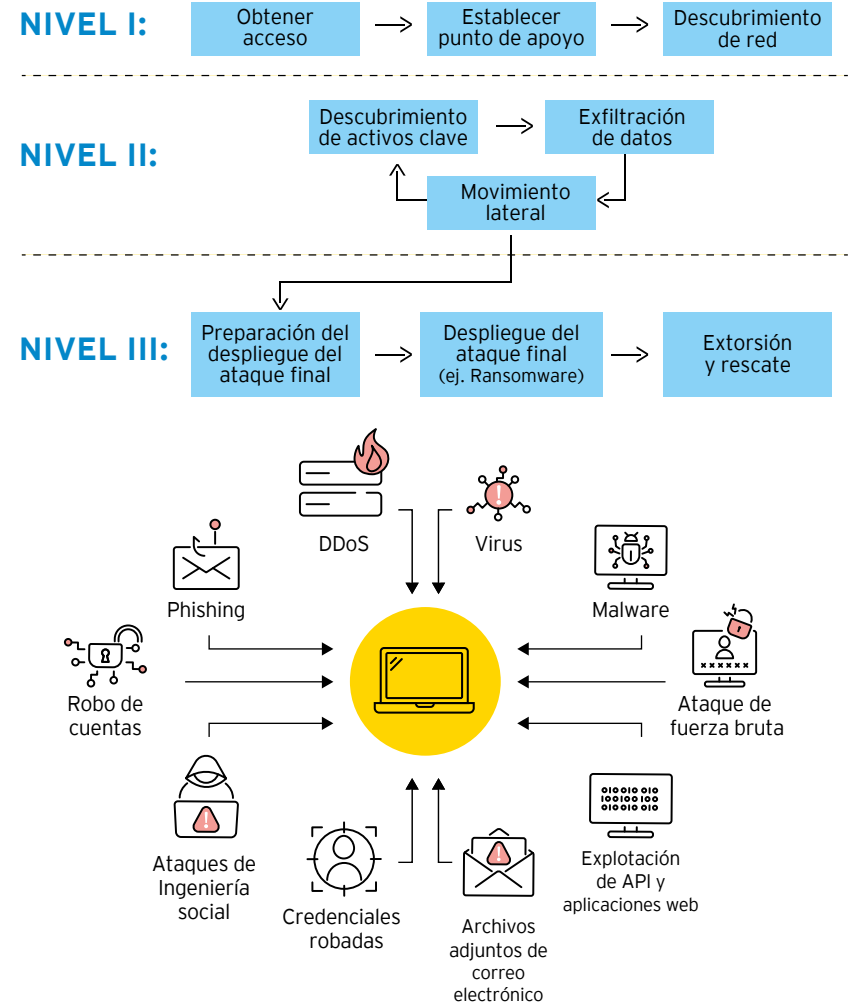 NIVEL I:
Obtener
acceso
Establecer
punto de apoyo
Descubrimiento
de red
NIVEL II:
Descubrimiento
de activos clave
Exfiltración
de datos
Movimiento
lateral
NIVEL III:
Preparación del
despliegue del
ataque final
Despliegue del
ataque final
(ej. Ransomware)
Extorsión
y rescate
DDoS
Virus
Phishing
Malware
Robo de
cuentas
Ataque de
fuerza bruta
Ataques de
Ingeniería
social
Credenciales
robadas
Archivos
adjuntos de
correo
electrónico
Explotación
de API y
aplicaciones web
010010010
100100100
010010010